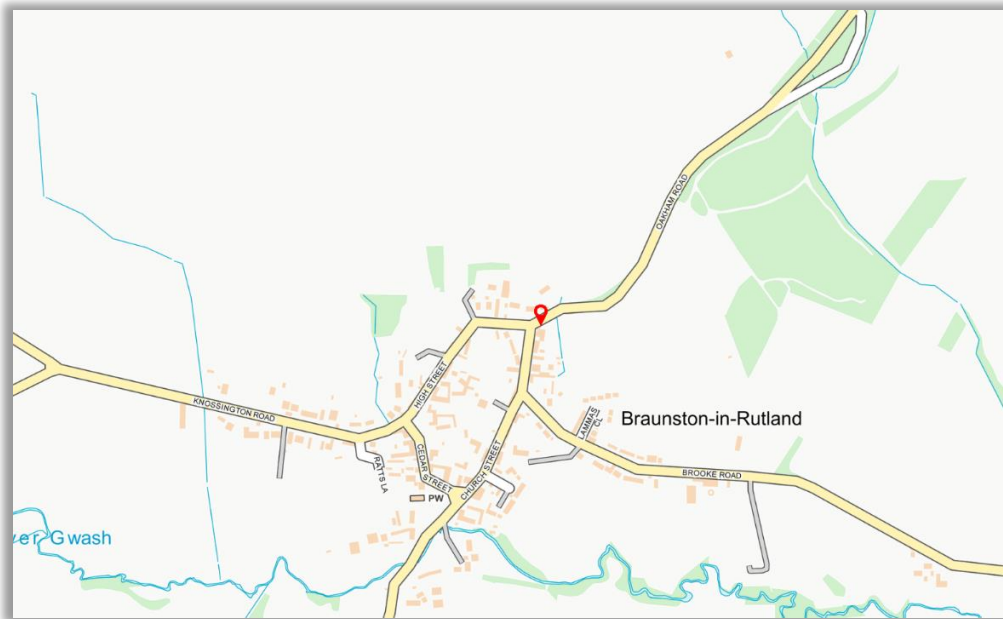 OAKHAM ROAD
HIGH STREET
KNOSSINGTON ROAD
LAMMAS
CL
Braunston-in-Rutland
CEDAR STREET
CHURCH STREET
RATTS LA
BROOKE ROAD
PW
ver Gwash